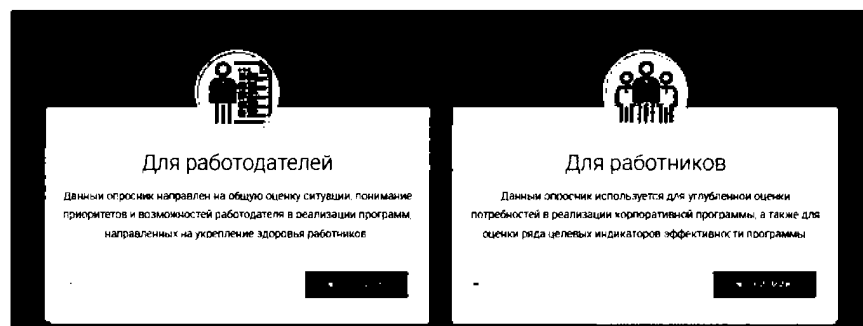 Для работодателей
Данный опросник направлен на общую оценку ситуации, понимание
приоритетов и возможностей работодателя в реализации программ,
направленных на укрепление здоровья работников
Для работников
Данный опросник используется для углубленной оценки
потребностей в реализации корпоративной программы, а также для
оценки ряда целевых индикаторов эффективности программы